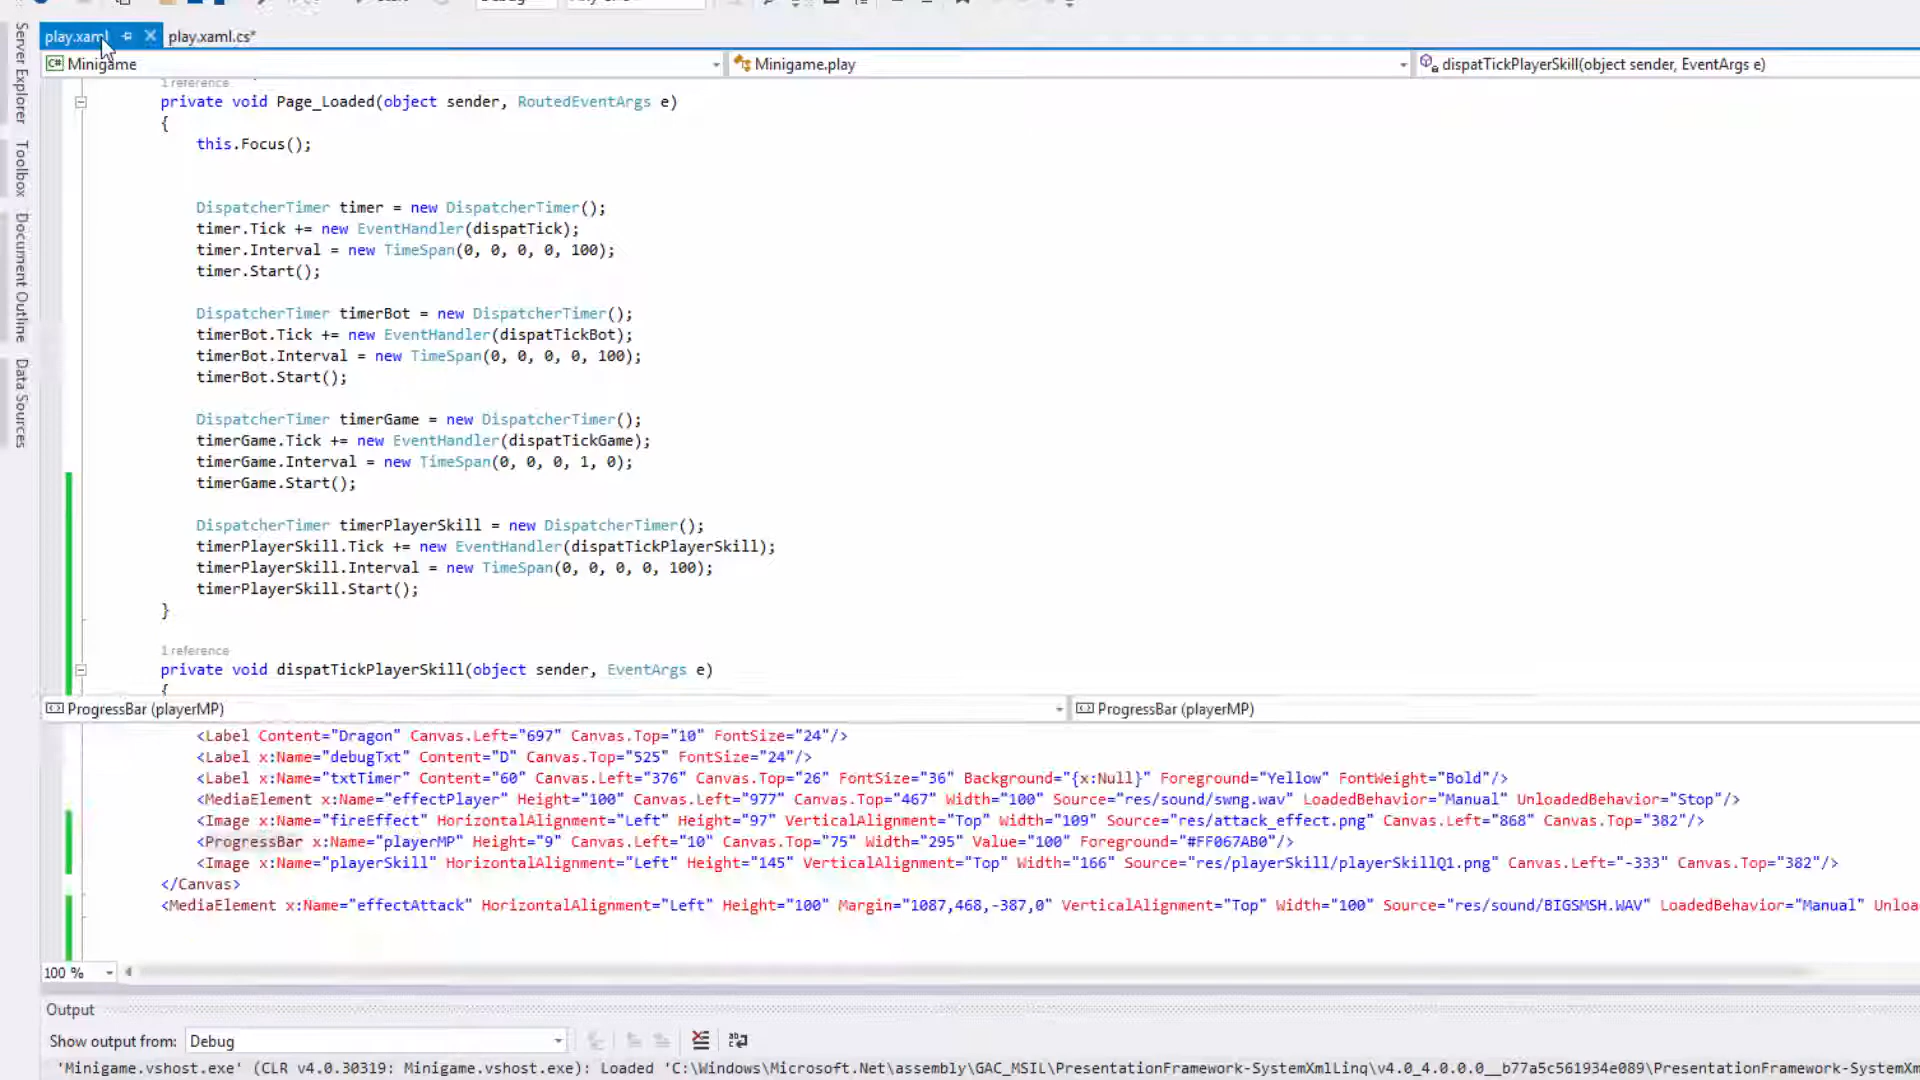 play.xaml
play.xaml.cs*
Server Explorer
Toolbox
Document Outline
Data Sources
C# Minigame
Minigame.play
dispatTickPlayerSkill(object sender, EventArgs e)
1 reference
private void Page_Loaded(object sender, RoutedEventArgs e)
{
this.Focus();
DispatcherTimer timer = new DispatcherTimer();
timer.Tick += new EventHandler(dispatTick);
timer.Interval = new TimeSpan(0, 0, 0, 0, 100);
timer.Start();
DispatcherTimer timerBot = new DispatcherTimer();
timerBot.Tick += new EventHandler(dispatTickBot);
timerBot.Interval = new TimeSpan(0, 0, 0, 0, 100);
timerBot.Start();
DispatcherTimer timerGame = new DispatcherTimer();
timerGame.Tick += new EventHandler(dispatTickGame);
timerGame.Interval = new TimeSpan(0, 0, 0, 1, 0);
timerGame.Start();
DispatcherTimer timerPlayerSkill = new DispatcherTimer();
timerPlayerSkill.Tick += new EventHandler(dispatTickPlayerSkill);
timerPlayerSkill.Interval = new TimeSpan(0, 0, 0, 0, 100);
timerPlayerSkill.Start();
}
1 reference
private void dispatTickPlayerSkill(object sender, EventArgs e)
{
ProgressBar (playerMP)
ProgressBar (playerMP)
<Label Content="Dragon" Canvas.Left="697" Canvas.Top="10" FontSize="24"/>
<Label x:Name="debugTxt" Content="D" Canvas.Top="525" FontSize="24"/>
<Label x:Name="txtTimer" Content="60" Canvas.Left="376" Canvas.Top="26" FontSize="36" Background="{x:Null}" Foreground="Yellow" FontWeight="Bold"/>
<MediaElement x:Name="effectPlayer" Height="100" Canvas.Left="977" Canvas.Top="467" Width="100" Source="res/sound/swng.wav" LoadedBehavior="Manual" UnloadedBehavior="Stop"/>
<Image x:Name="fireEffect" HorizontalAlignment="Left" Height="97" VerticalAlignment="Top" Width="109" Source="res/attack_effect.png" Canvas.Left="868" Canvas.Top="382"/>
<ProgressBar x:Name="playerMP" Height="9" Canvas.Left="10" Canvas.Top="75" Width="295" Value="100" Foreground="#FF067AB0"/>
<Image x:Name="playerSkill" HorizontalAlignment="Left" Height="145" VerticalAlignment="Top" Width="166" Source="res/playerSkill/playerSkillQ1.png" Canvas.Left="-333" Canvas.Top="382"/>
</Canvas>
<MediaElement x:Name="effectAttack" HorizontalAlignment="Left" Height="100" Margin="1087,468,-387,0" VerticalAlignment="Top" Width="100" Source="res/sound/BIGSMSH.WAV" LoadedBehavior="Manual" Unloa
100 %
Output
Show output from: Debug
'Minigame.vshost.exe' (CLR v4.0.30319: Minigame.vshost.exe): Loaded 'C:\Windows\Microsoft.Net\assembly\GAC_MSIL\PresentationFramework-SystemXmlLinq\v4.0_4.0.0.0__b77a5c561934e089\PresentationFramework-SystemXm